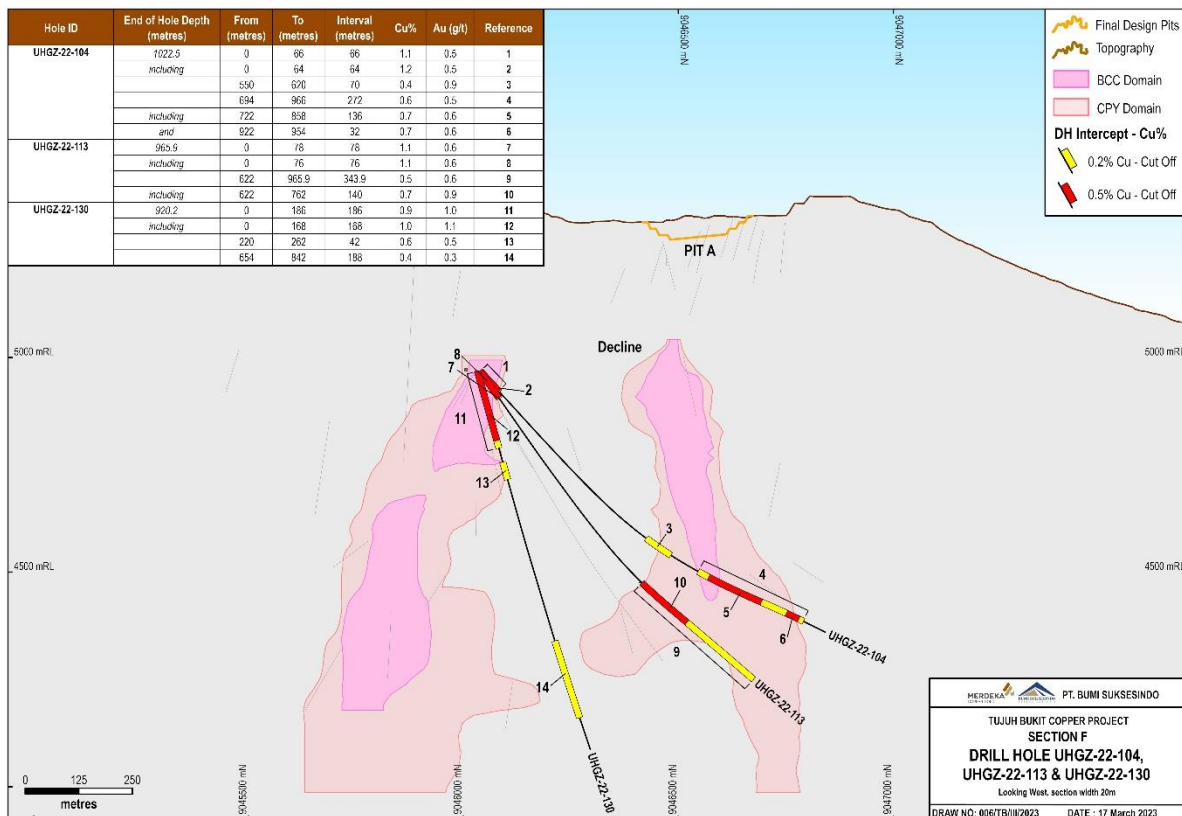 Hole ID End of Hole Depth (metres) From (metres) To (metres) Interval (metres) Cu% Au (g/t) Reference
UHGZ-22-104 1022.5 0 66 66 1.1 0.5 1
including 0 64 64 1.2 0.5 2
550 620 70 0.4 0.9 3
694 966 272 0.6 0.5 4
including 722 858 136 0.7 0.6 5
and 922 954 32 0.7 0.6 6
UHGZ-22-113 965.9 0 78 78 1.1 0.6 7
including 0 76 76 1.1 0.6 8
622 965.9 343.9 0.5 0.6 9
including 622 762 140 0.7 0.9 10
UHGZ-22-130 920.2 0 186 186 0.9 1.0 11
including 0 168 168 1.0 1.1 12
220 262 42 0.6 0.5 13
654 842 188 0.4 0.3 14
9046500 mN
9047000 mN
Final Design Pits
Topography
BCC Domain
CPY Domain
DH Intercept - Cu%
0.2% Cu - Cut Off
0.5% Cu - Cut Off
PIT A
5000 mRL
Decline
5000 mRL
8
1
7
2
11
12
13
3
4
4500 mRL
4500 mRL
10
5
6
9
UHGZ-22-104
14
UHGZ-22-113
UHGZ-22-130
0 125 250
metres
9045500 mN
9046000 mN
9046500 mN
9047000 mN
MERDEKA
PT. BUMI SUKSESINDO
TUJUH BUKIT COPPER PROJECT
SECTION F
DRILL HOLE UHGZ-22-104,
UHGZ-22-113 & UHGZ-22-130
Looking West, section width 20m
DRAW NO: 006/TB/III/2023 DATE : 17 March 2023